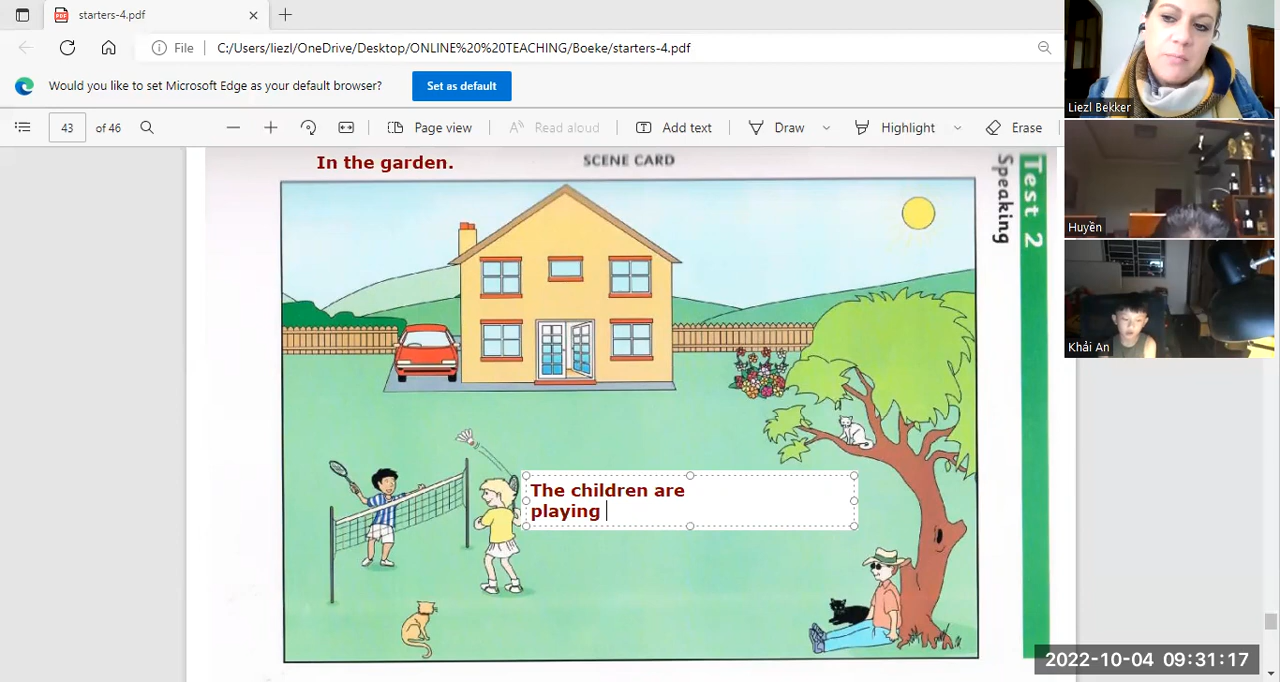 starters-4.pdf
File
C:/Users/liezl/OneDrive/Desktop/ONLINE%20%20TEACHING/Boeke/starters-4.pdf
Would you like to set Microsoft Edge as your default browser?
Set as default
43 of 46
Page view
Read aloud
Add text
Draw
Highlight
Erase
In the garden.
SCENE CARD
Test 2
Speaking
The children are
playing
Liezl Bekker
Huyền
Khải An
2022-10-04 09:31:17